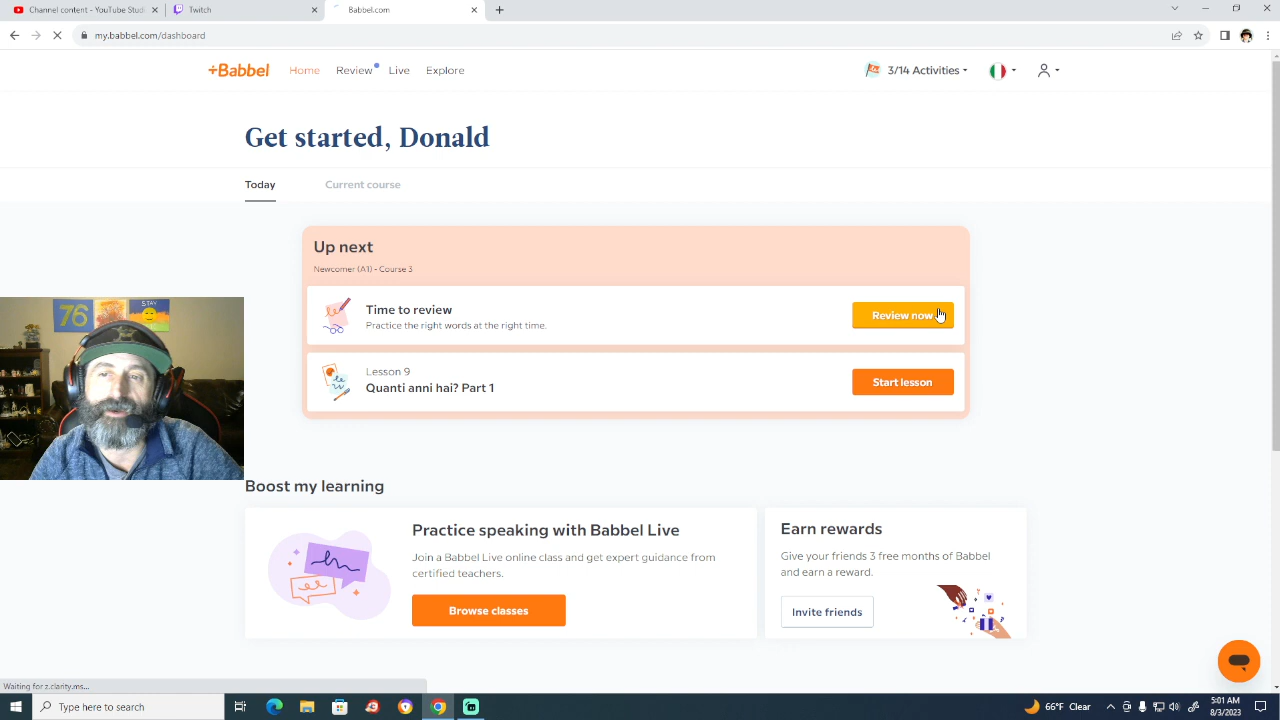 Channel content - YouTube Studi
Twitch
Babbel.com
my.babbel.com/dashboard
+Babbel
Home
Review
Live
Explore
3/14 Activities
Get started, Donald
Today
Current course
Up next
Newcomer (A1) - Course 3
Time to review
Practice the right words at the right time.
Review now
Lesson 9
Quanti anni hai? Part 1
Start lesson
76
STAY
Boost my learning
Practice speaking with Babbel Live
Join a Babbel Live online class and get expert guidance from
certified teachers.
Browse classes
Earn rewards
Give your friends 3 free months of Babbel
and earn a reward.
Invite friends
Waiting for z.clarity.ms...
Type here to search
66°F Clear
5:01 AM
8/3/2023